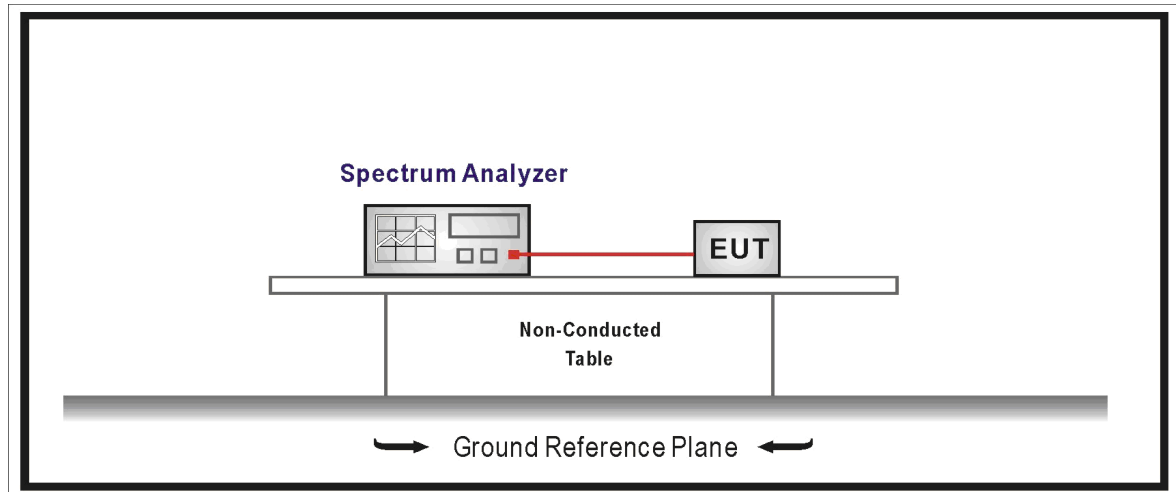 Spectrum Analyzer
EUT
Non-Conducted
Table
Ground Reference Plane